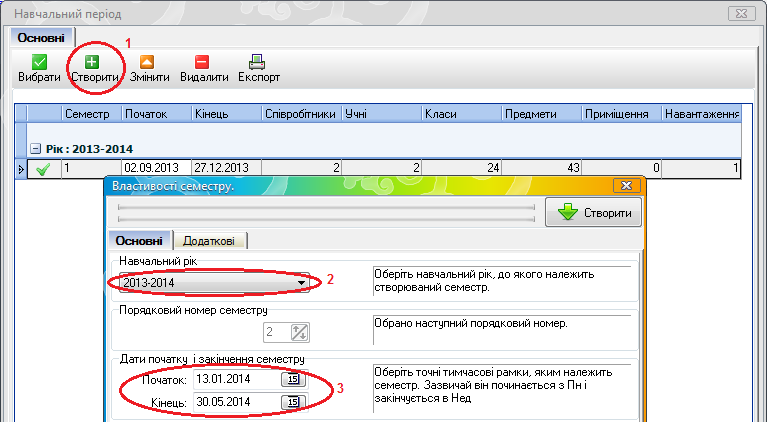 Навчальний період
Основні
1
Вибрати Створити Змінити Видалити Експорт
Семестр Початок Кінець Співробітники Учні Класи Предмети Приміщення Навантаження
Рік : 2013-2014
1 02.09.2013 27.12.2013 2 2 24 43 0 1
Властивості семестру.
Створити
Основні Додаткові
Навчальний рік
2013-2014
2
Оберіть навчальний рік, до якого належить
створюваний семестр.
Порядковий номер семестру
2
Обрано наступний порядковий номер.
Дати початку і закінчення семестру
Початок: 13.01.2014 15
Кінець: 30.05.2014 15
3
Оберіть точні тимчасові рамки, яким належить
семестр. Зазвичай він починається з Пн і
закінчується в Нед